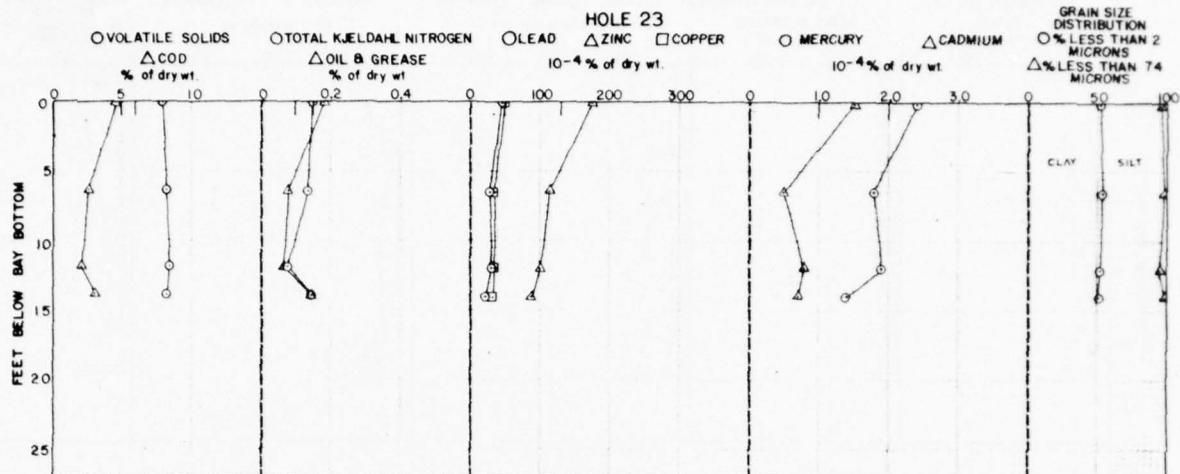 HOLE 23
○ VOLATILE SOLIDS
△ COD
% of dry wt.
○ TOTAL KJELDAHL NITROGEN
△ OIL & GREASE
% of dry wt.
○ LEAD △ ZINC □ COPPER
10⁻⁴ % of dry wt.
○ MERCURY △ CADMIUM
10⁻⁴ % of dry wt.
GRAIN SIZE
DISTRIBUTION
○ % LESS THAN 2
MICRONS
△ % LESS THAN 74
MICRONS
0 5 10 0 0.2 0.4 0 100 200 300 0 1.0 2.0 3.0 0 50 100
CLAY SILT
FEET BELOW BAY BOTTOM
0
5
10
15
20
25